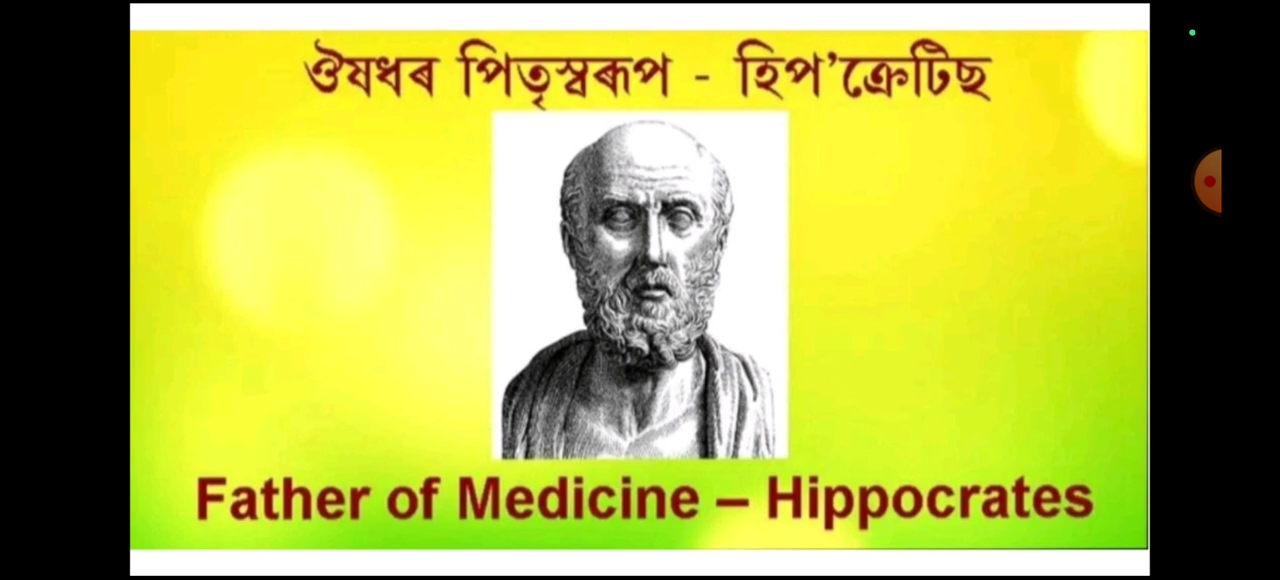 ঔষধৰ পিতৃস্বৰূপ - হিপ'ক্ৰেটিছ
Father of Medicine – Hippocrates